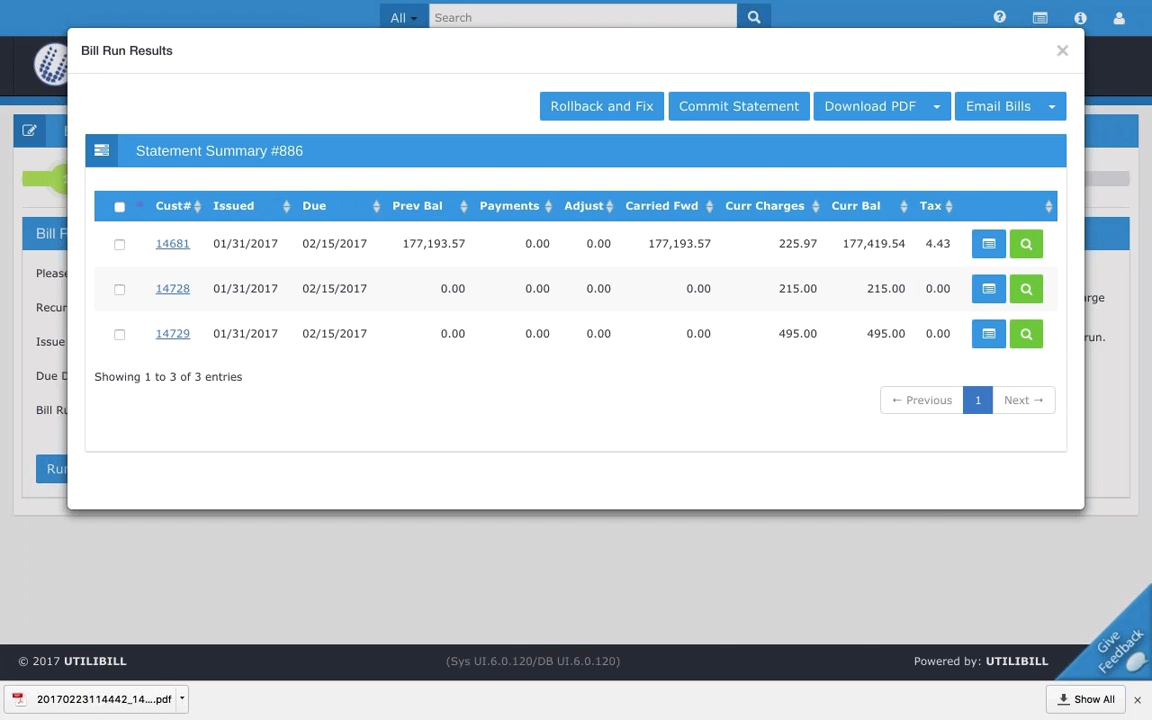 All Search
Bill Run Results ×
Rollback and Fix Commit Statement Download PDF Email Bills
Statement Summary #886
Cust# Issued Due Prev Bal Payments Adjust Carried Fwd Curr Charges Curr Bal Tax
14681 01/31/2017 02/15/2017 177,193.57 0.00 0.00 177,193.57 225.97 177,419.54 4.43
14728 01/31/2017 02/15/2017 0.00 0.00 0.00 0.00 215.00 215.00 0.00
14729 01/31/2017 02/15/2017 0.00 0.00 0.00 0.00 495.00 495.00 0.00
Showing 1 to 3 of 3 entries
← Previous 1 Next →
Bill
Please
Issue
Due D
Bill Ru
Run
run.
Give
Feedback
© 2017 UTILIBILL (Sys UI.6.0.120/DB UI.6.0.120) Powered by: UTILIBILL
20170223114442_14....pdf Show All ×